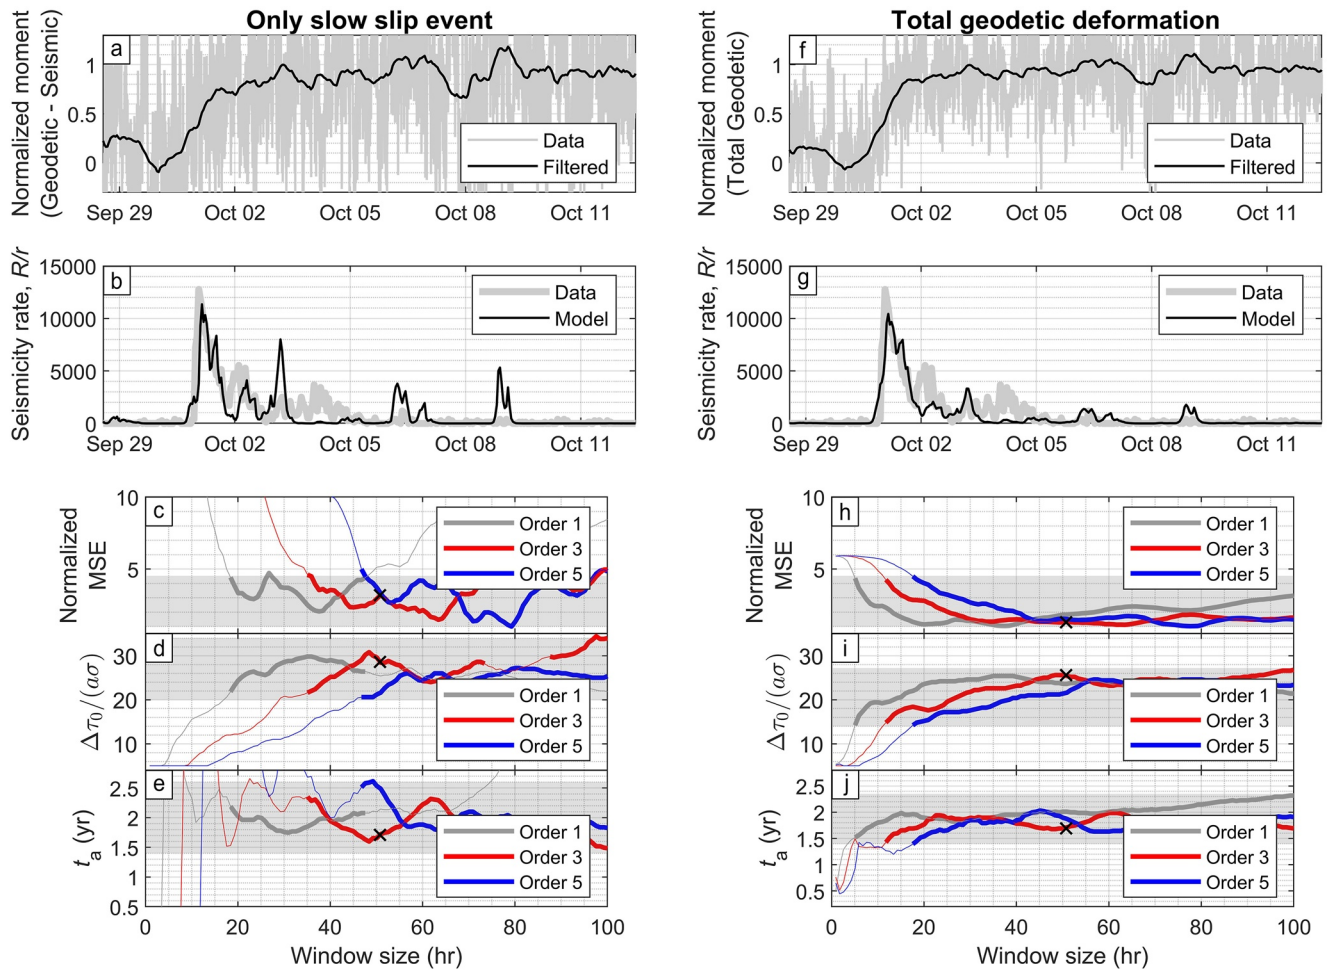 Only slow slip event
Total geodetic deformation
a
Normalized moment
(Geodetic - Seismic)
1
0.5
0
Data
Filtered
Sep 29
Oct 02
Oct 05
Oct 08
Oct 11
f
Normalized moment
(Total Geodetic)
1
0.5
0
Data
Filtered
Sep 29
Oct 02
Oct 05
Oct 08
Oct 11
b
Seismicity rate, R/r
15000
10000
5000
0
Data
Model
Sep 29
Oct 02
Oct 05
Oct 08
Oct 11
g
Seismicity rate, R/r
15000
10000
5000
0
Data
Model
Sep 29
Oct 02
Oct 05
Oct 08
Oct 11
c
Normalized
MSE
10
5
Order 1
Order 3
Order 5
h
Normalized
MSE
10
5
Order 1
Order 3
Order 5
d
Δτ₀/(aσ)
30
20
10
Order 1
Order 3
Order 5
i
Δτ₀/(aσ)
30
20
10
Order 1
Order 3
Order 5
e
tₐ (yr)
2.5
2
1.5
1
0.5
Order 1
Order 3
Order 5
0
20
40
60
80
100
Window size (hr)
j
tₐ (yr)
2.5
2
1.5
1
0.5
Order 1
Order 3
Order 5
0
20
40
60
80
100
Window size (hr)